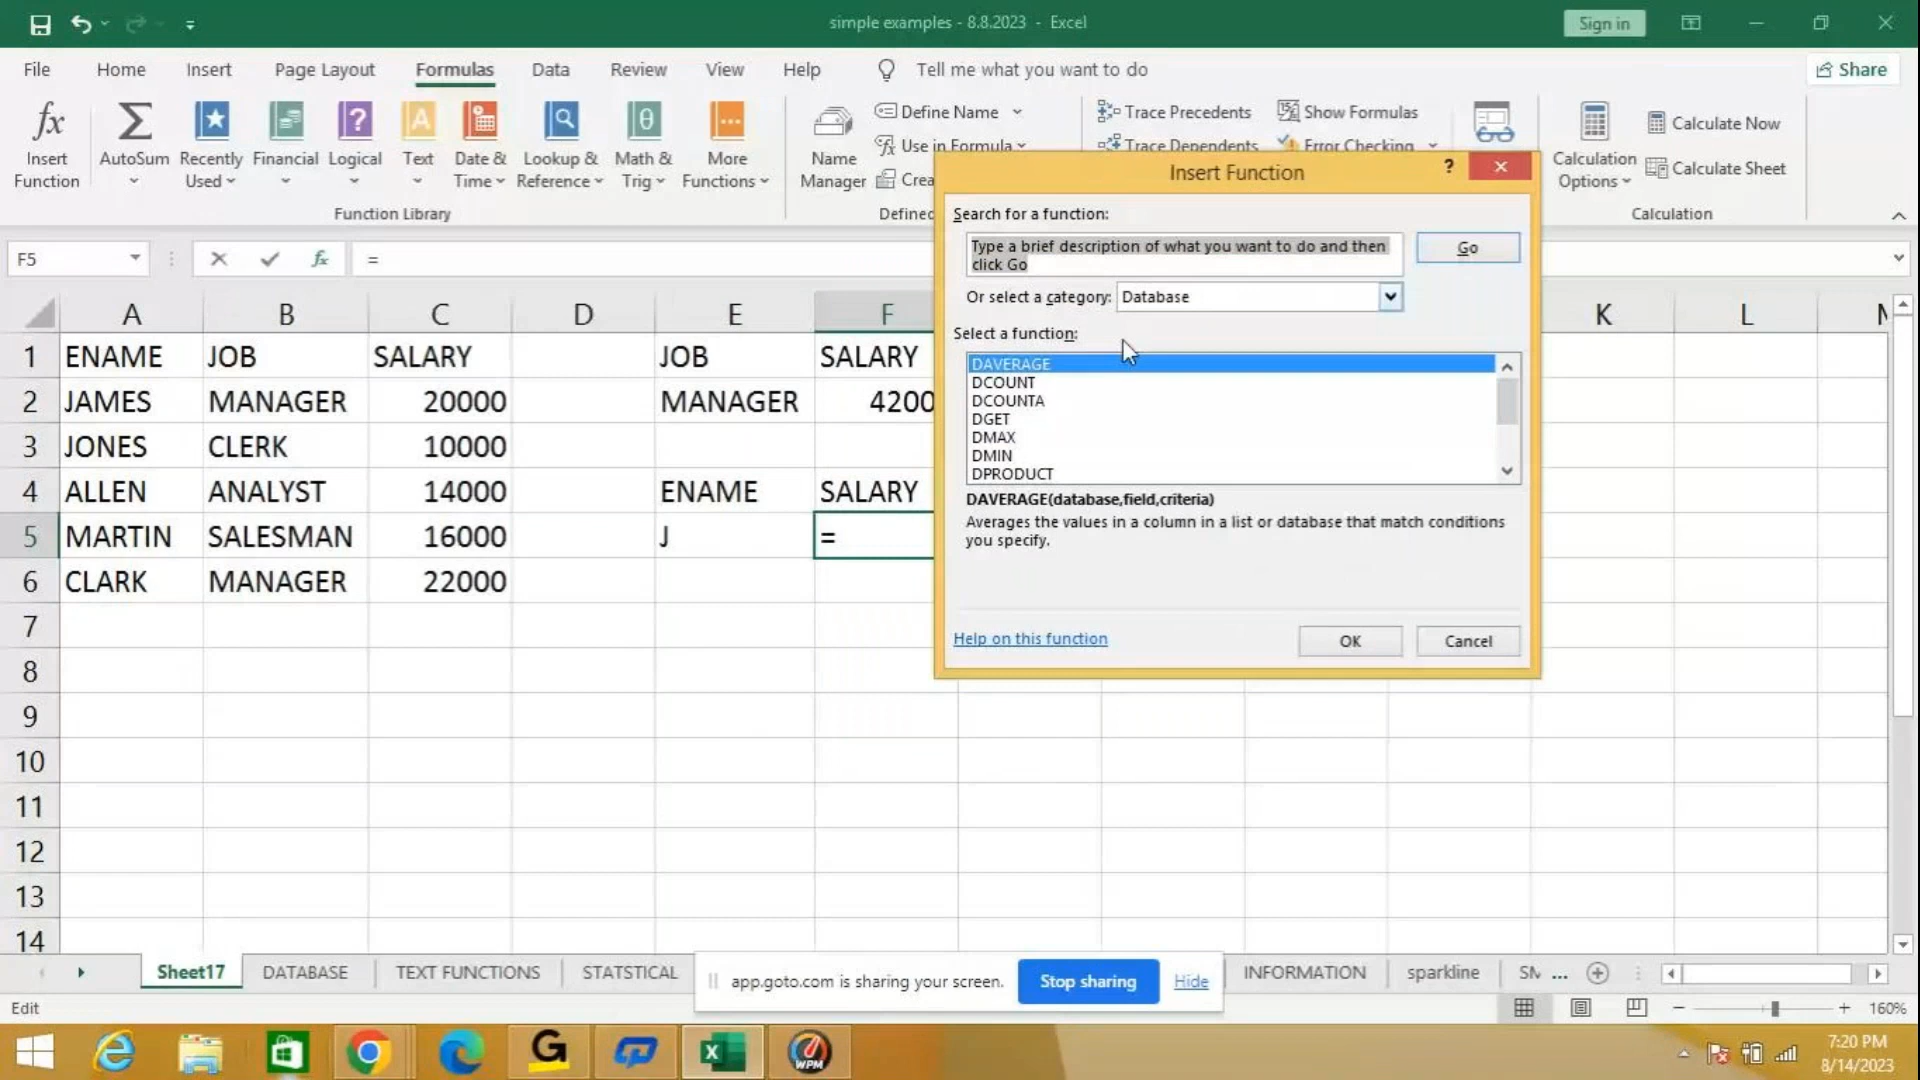 simple examples - 8.8.2023 - Excel
Sign in
File Home Insert Page Layout Formulas Data Review View Help Tell me what you want to do Share
fx Insert Function
AutoSum
Recently Used
Financial
Logical
Text
Date & Time
Lookup & Reference
Math & Trig
More Functions
Function Library
Name Manager
Define Name
Use in Formula
Trace Precedents
Trace Dependents
Show Formulas
Error Checking
Calculation Options
Calculate Now
Calculate Sheet
Calculation
Insert Function
?
Search for a function:
Type a brief description of what you want to do and then
click Go
Go
Or select a category: Database
Select a function:
DAVERAGE
DCOUNT
DCOUNTA
DGET
DMAX
DMIN
DPRODUCT
DAVERAGE(database,field,criteria)
Averages the values in a column in a list or database that match conditions
you specify.
Help on this function
OK
Cancel
F5 fx =
A B C D E F K L
1 ENAME JOB SALARY JOB SALARY
2 JAMES MANAGER 20000 MANAGER 4200
3 JONES CLERK 10000
4 ALLEN ANALYST 14000 ENAME SALARY
5 MARTIN SALESMAN 16000 J =
6 CLARK MANAGER 22000
7
8
9
10
11
12
13
14
Sheet17 DATABASE TEXT FUNCTIONS STATSTICAL INFORMATION sparkline SM ...
app.goto.com is sharing your screen. Stop sharing Hide
Edit
160%
G
WPM
7:20 PM
8/14/2023